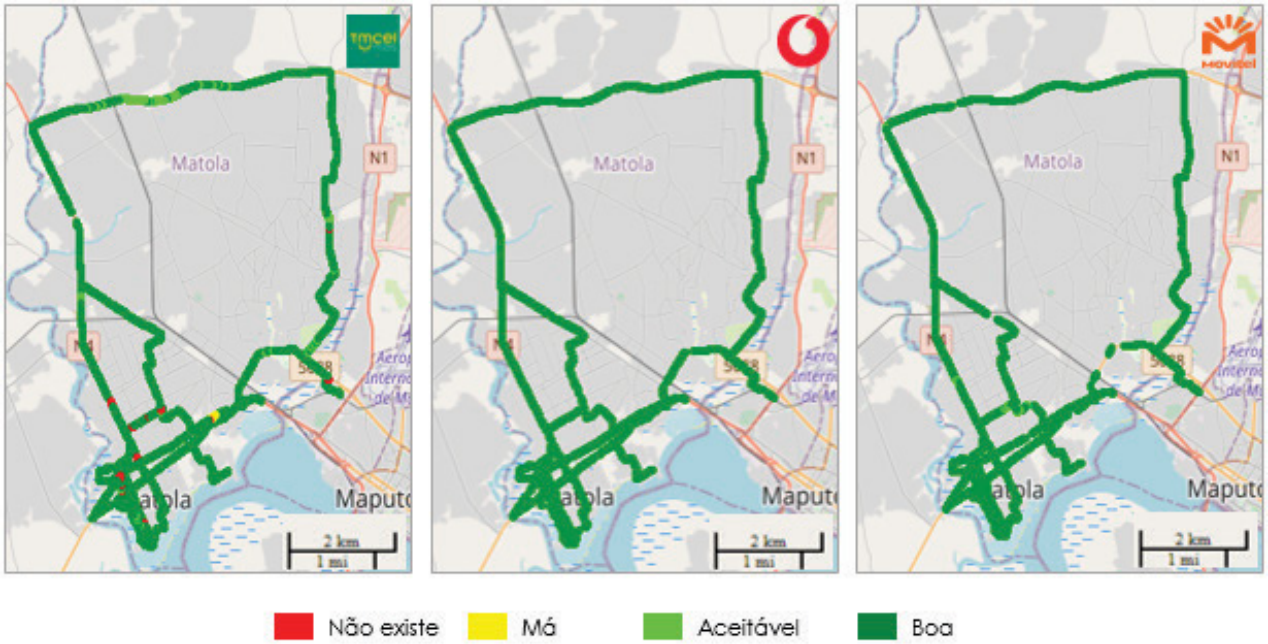 Tmcel
Matola
N1
N4
Matola
Maputo
2 km
1 mi
Matola
N1
N4
Matola
Maputo
2 km
1 mi
Movitel
Matola
N1
Matola
Maputo
2 km
1 mi
Não existe
Má
Aceitável
Boa